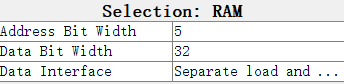 Selection: RAM
Address Bit Width 5
Data Bit Width 32
Data Interface Separate load and ...